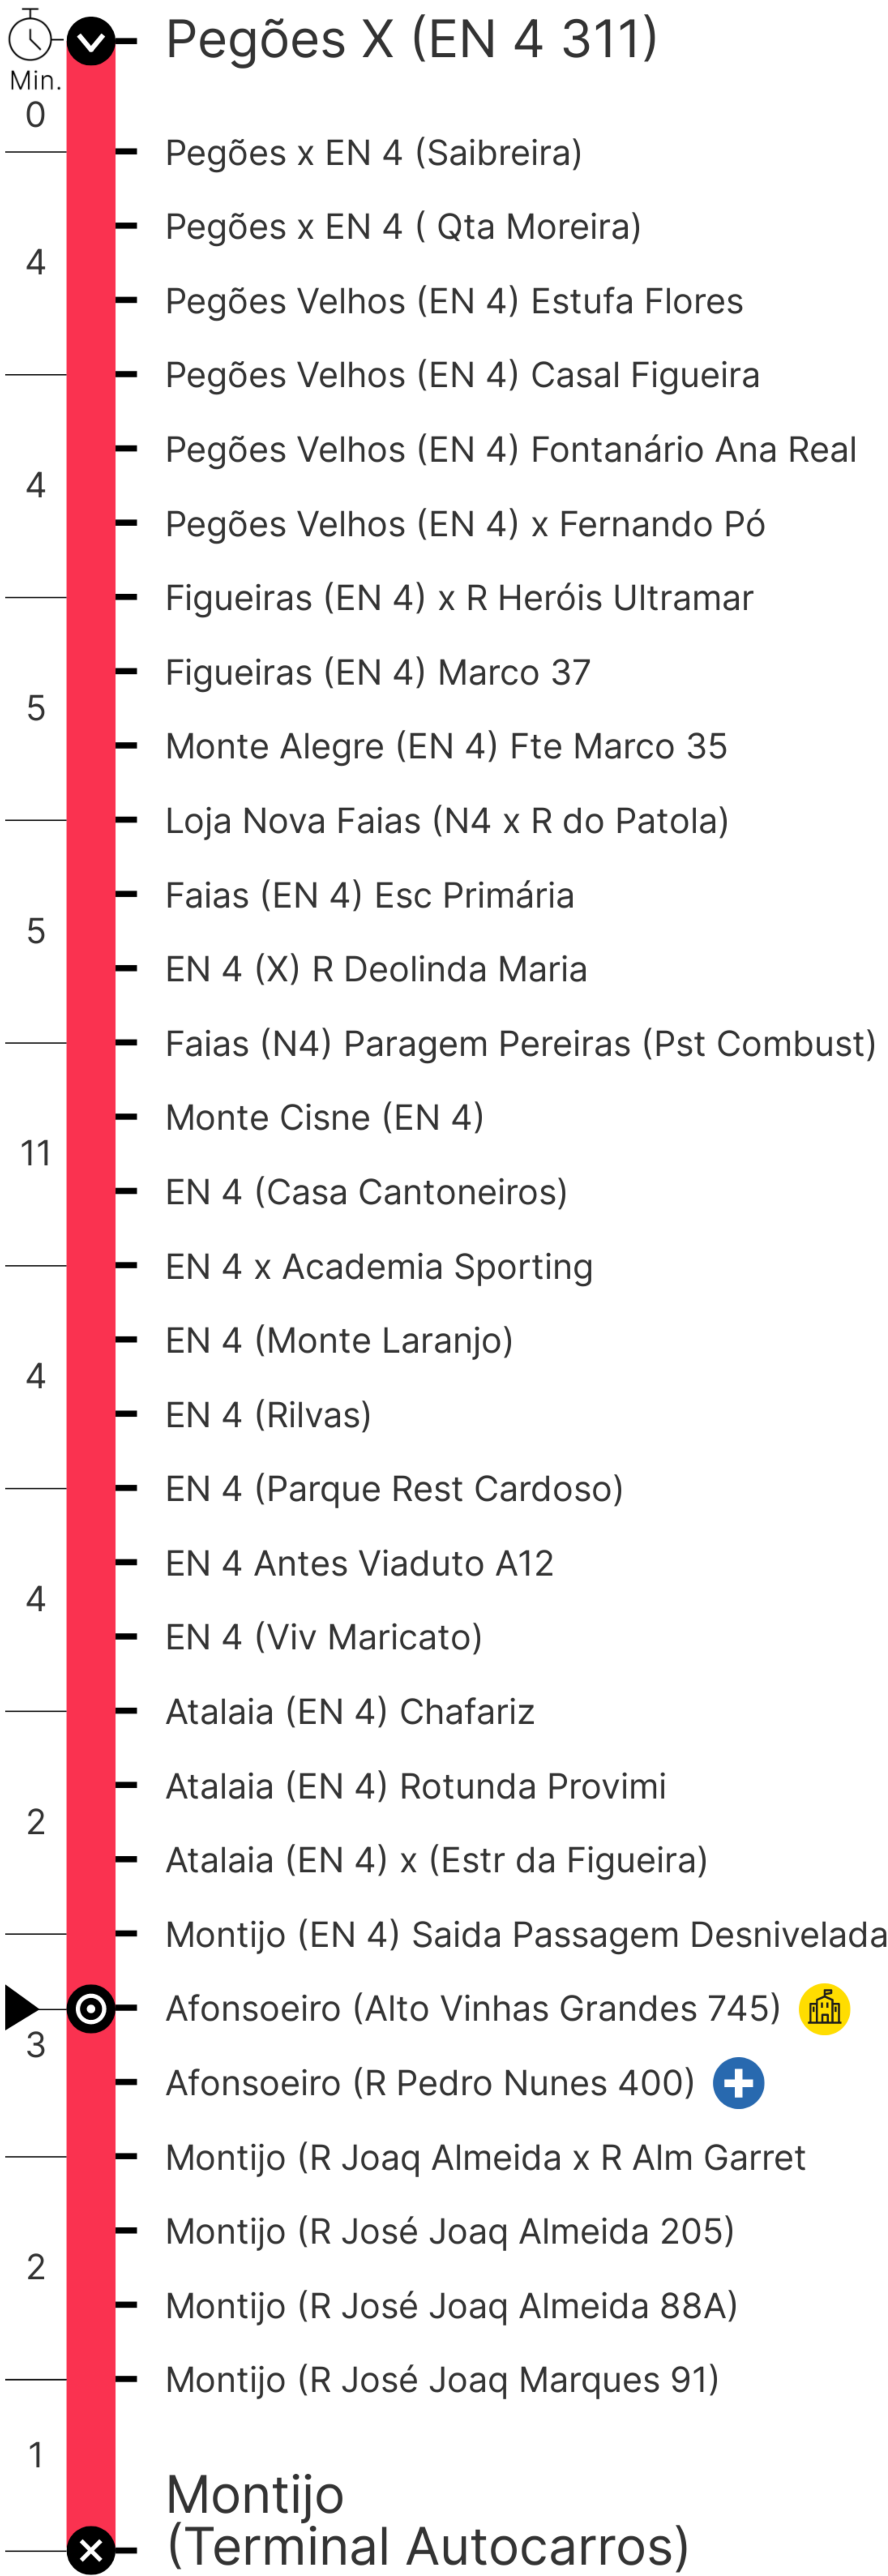 Pegões X (EN 4 311)
Min.
0
Pegões x EN 4 (Saibreira)
Pegões x EN 4 ( Qta Moreira)
4
Pegões Velhos (EN 4) Estufa Flores
Pegões Velhos (EN 4) Casal Figueira
Pegões Velhos (EN 4) Fontanário Ana Real
4
Pegões Velhos (EN 4) x Fernando Pó
Figueiras (EN 4) x R Heróis Ultramar
Figueiras (EN 4) Marco 37
5
Monte Alegre (EN 4) Fte Marco 35
Loja Nova Faias (N4 x R do Patola)
Faias (EN 4) Esc Primária
5
EN 4 (X) R Deolinda Maria
Faias (N4) Paragem Pereiras (Pst Combust)
Monte Cisne (EN 4)
11
EN 4 (Casa Cantoneiros)
EN 4 x Academia Sporting
EN 4 (Monte Laranjo)
4
EN 4 (Rilvas)
EN 4 (Parque Rest Cardoso)
EN 4 Antes Viaduto A12
4
EN 4 (Viv Maricato)
Atalaia (EN 4) Chafariz
Atalaia (EN 4) Rotunda Provimi
2
Atalaia (EN 4) x (Estr da Figueira)
Montijo (EN 4) Saida Passagem Desnivelada
Afonsoeiro (Alto Vinhas Grandes 745)
3
Afonsoeiro (R Pedro Nunes 400)
Montijo (R Joaq Almeida x R Alm Garret
Montijo (R José Joaq Almeida 205)
2
Montijo (R José Joaq Almeida 88A)
Montijo (R José Joaq Marques 91)
1
Montijo
(Terminal Autocarros)